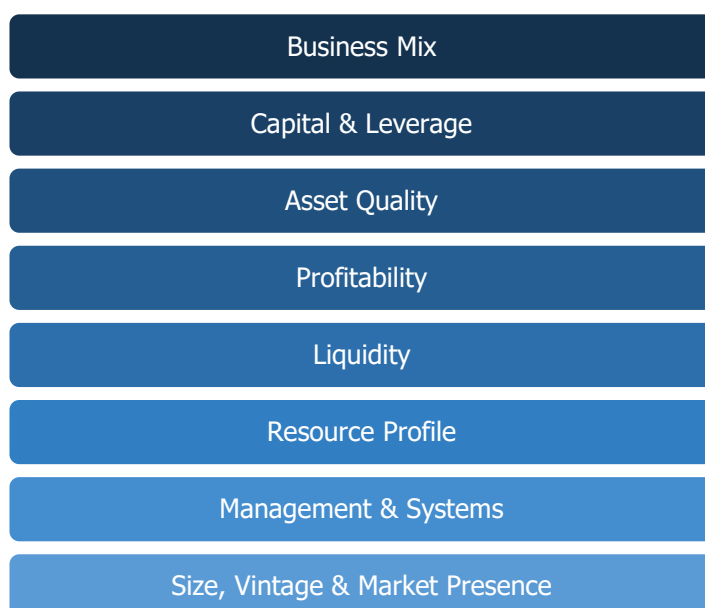 Business Mix
Capital & Leverage
Asset Quality
Profitability
Liquidity
Resource Profile
Management & Systems
Size, Vintage & Market Presence